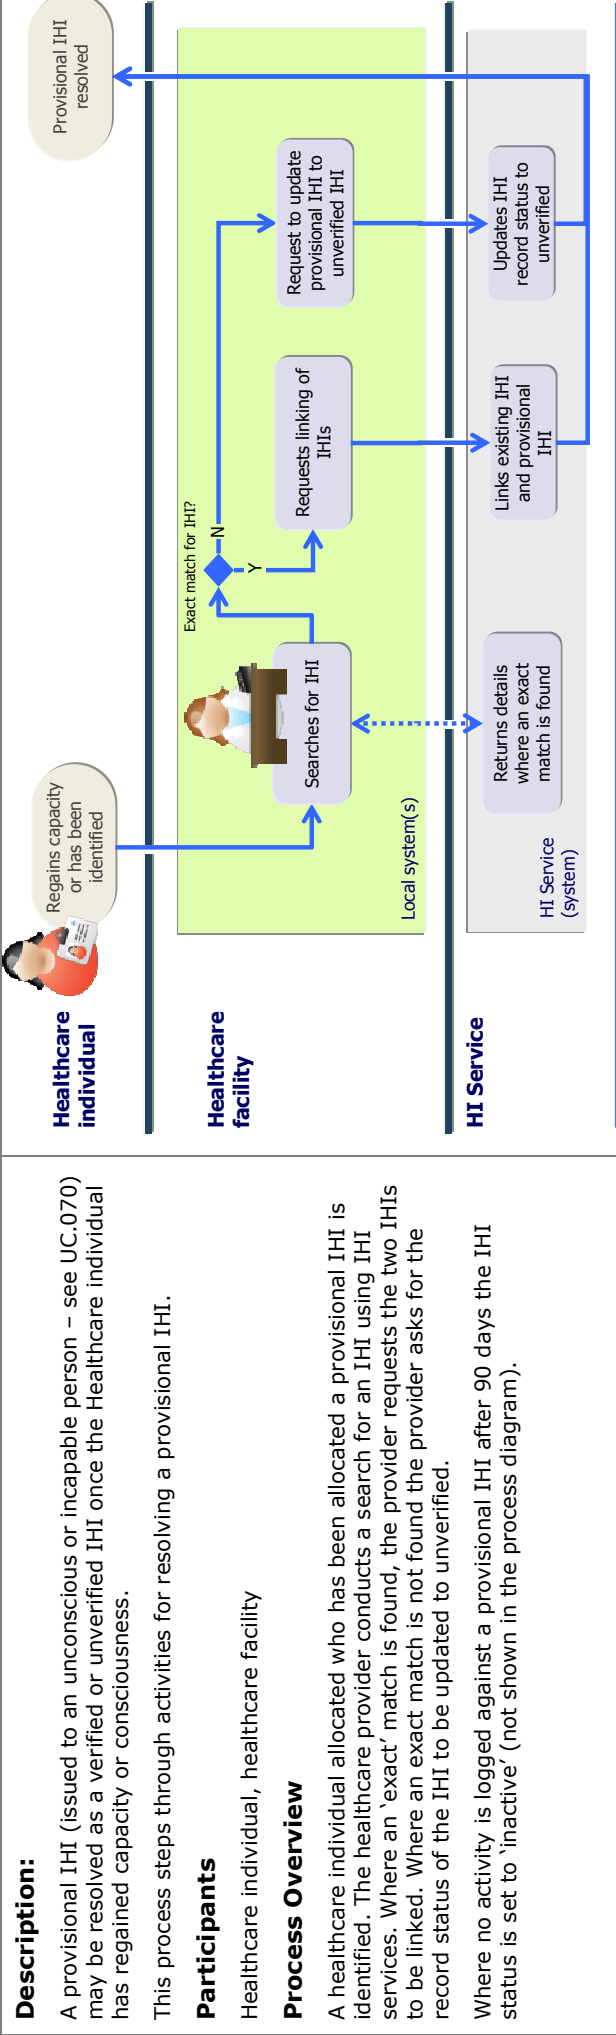 Description:
A provisional IHI (issued to an unconscious or incapable person – see UC.070)
may be resolved as a verified or unverified IHI once the Healthcare individual
has regained capacity or consciousness.
This process steps through activities for resolving a provisional IHI.
Participants
Healthcare individual, healthcare facility
Process Overview
A healthcare individual allocated who has been allocated a provisional IHI is
identified. The healthcare provider conducts a search for an IHI using IHI
services. Where an ‘exact’ match is found, the provider requests the two IHIs
to be linked. Where an exact match is not found the provider asks for the
record status of the IHI to be updated to unverified.
Where no activity is logged against a provisional IHI after 90 days the IHI
status is set to ‘inactive’ (not shown in the process diagram).
Healthcare
individual
Regains capacity
or has been
identified
Provisional IHI
resolved
Healthcare
facility
Exact match for IHI?
N
Y
Searches for IHI
Requests linking of
IHIs
Request to update
provisional IHI to
unverified IHI
Local system(s)
HI Service
Returns details
where an exact
match is found
Links existing IHI
and provisional
IHI
Updates IHI
record status to
unverified
HI Service
(system)